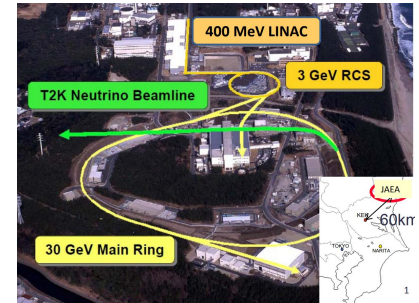 400 MeV LINAC
3 GeV RCS
T2K Neutrino Beamline
JAEA
KEK
60km
TOKYO
NARITA
30 GeV Main Ring
1